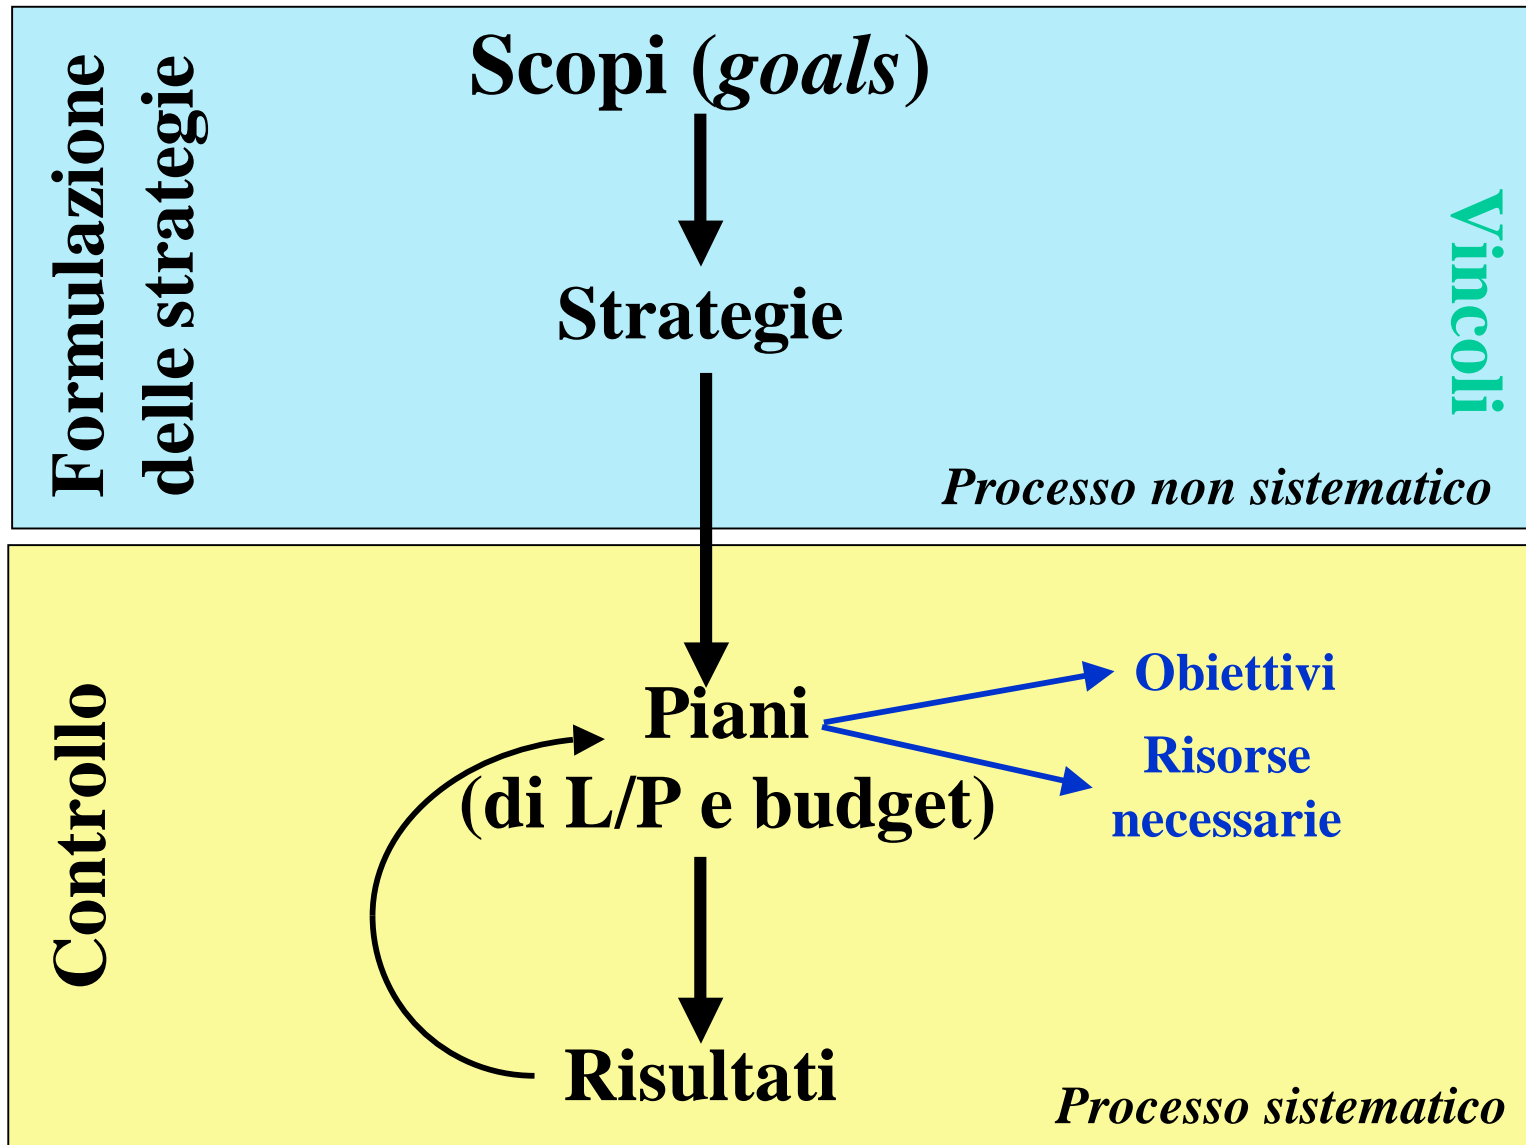 Formulazione
delle strategie
Scopi (goals)
Strategie
Vincoli
Processo non sistematico
Controllo
Piani
(di L/P e budget)
Obiettivi
Risorse
necessarie
Risultati
Processo sistematico